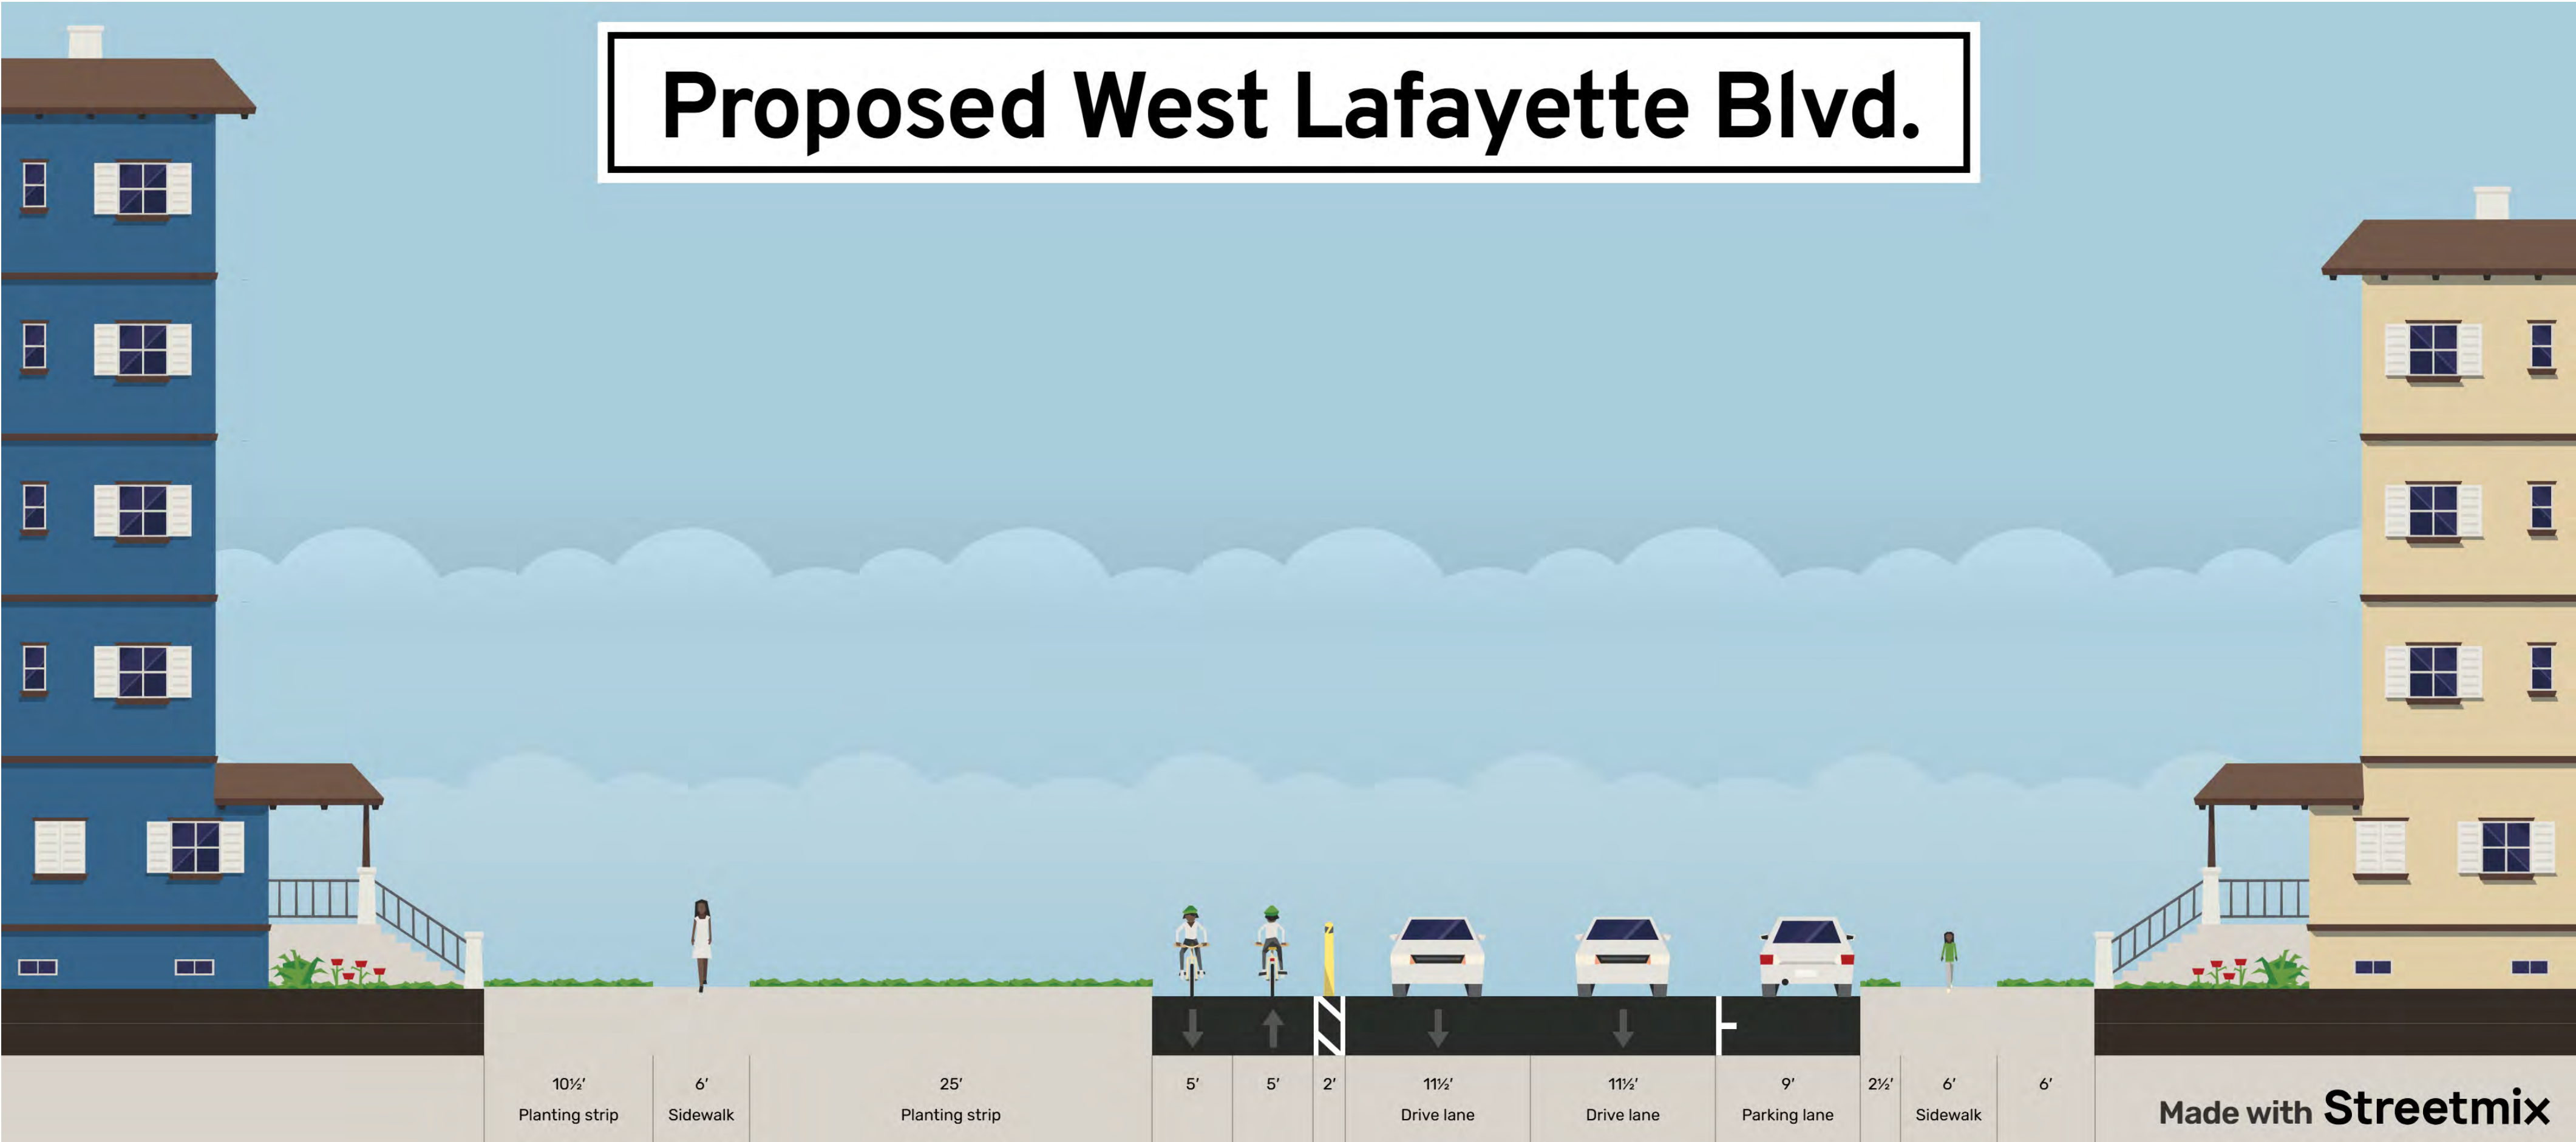 Proposed West Lafayette Blvd.
10½' 6' 25' 5' 5' 2' 11½' 11½' 9' 2½' 6' 6'
Planting strip Sidewalk Planting strip Drive lane Drive lane Parking lane Sidewalk
Made with Streetmix